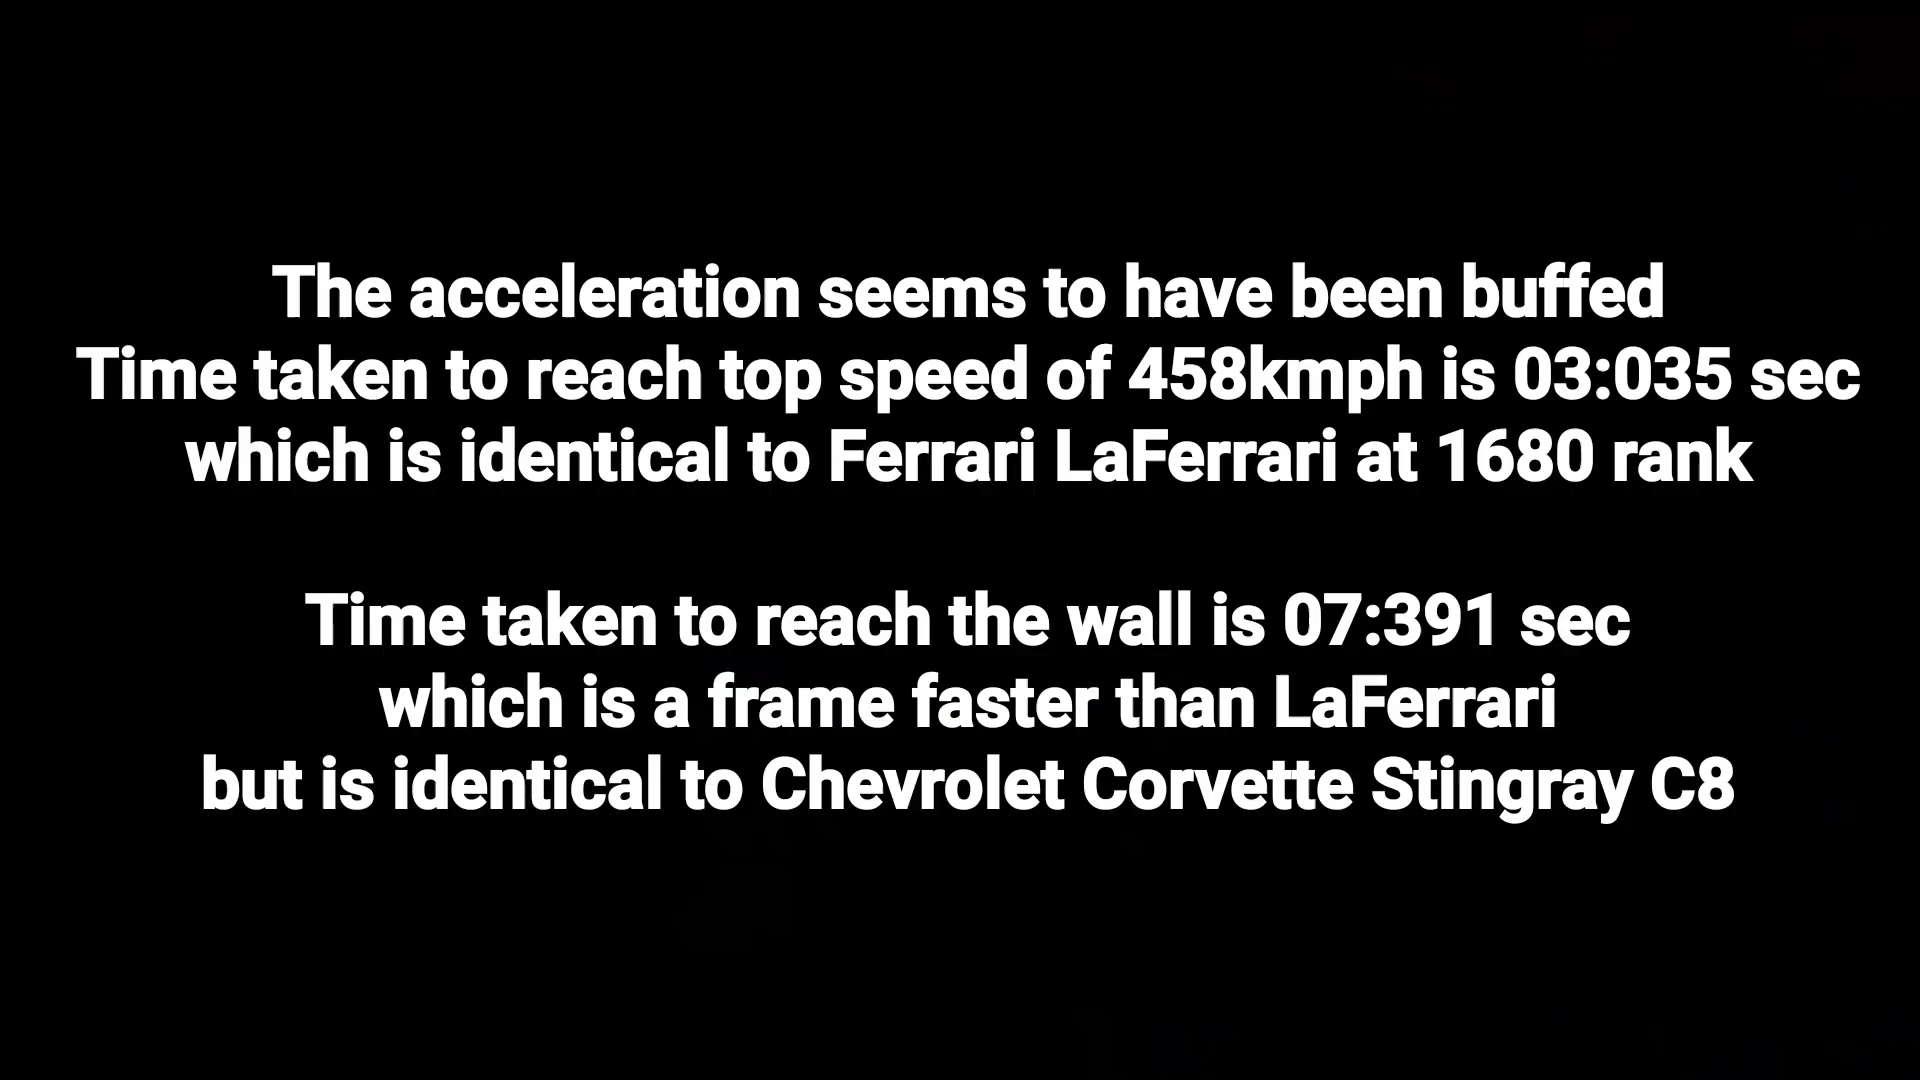 The acceleration seems to have been buffed
Time taken to reach top speed of 458kmph is 03:035 sec
which is identical to Ferrari LaFerrari at 1680 rank
Time taken to reach the wall is 07:391 sec
which is a frame faster than LaFerrari
but is identical to Chevrolet Corvette Stingray C8